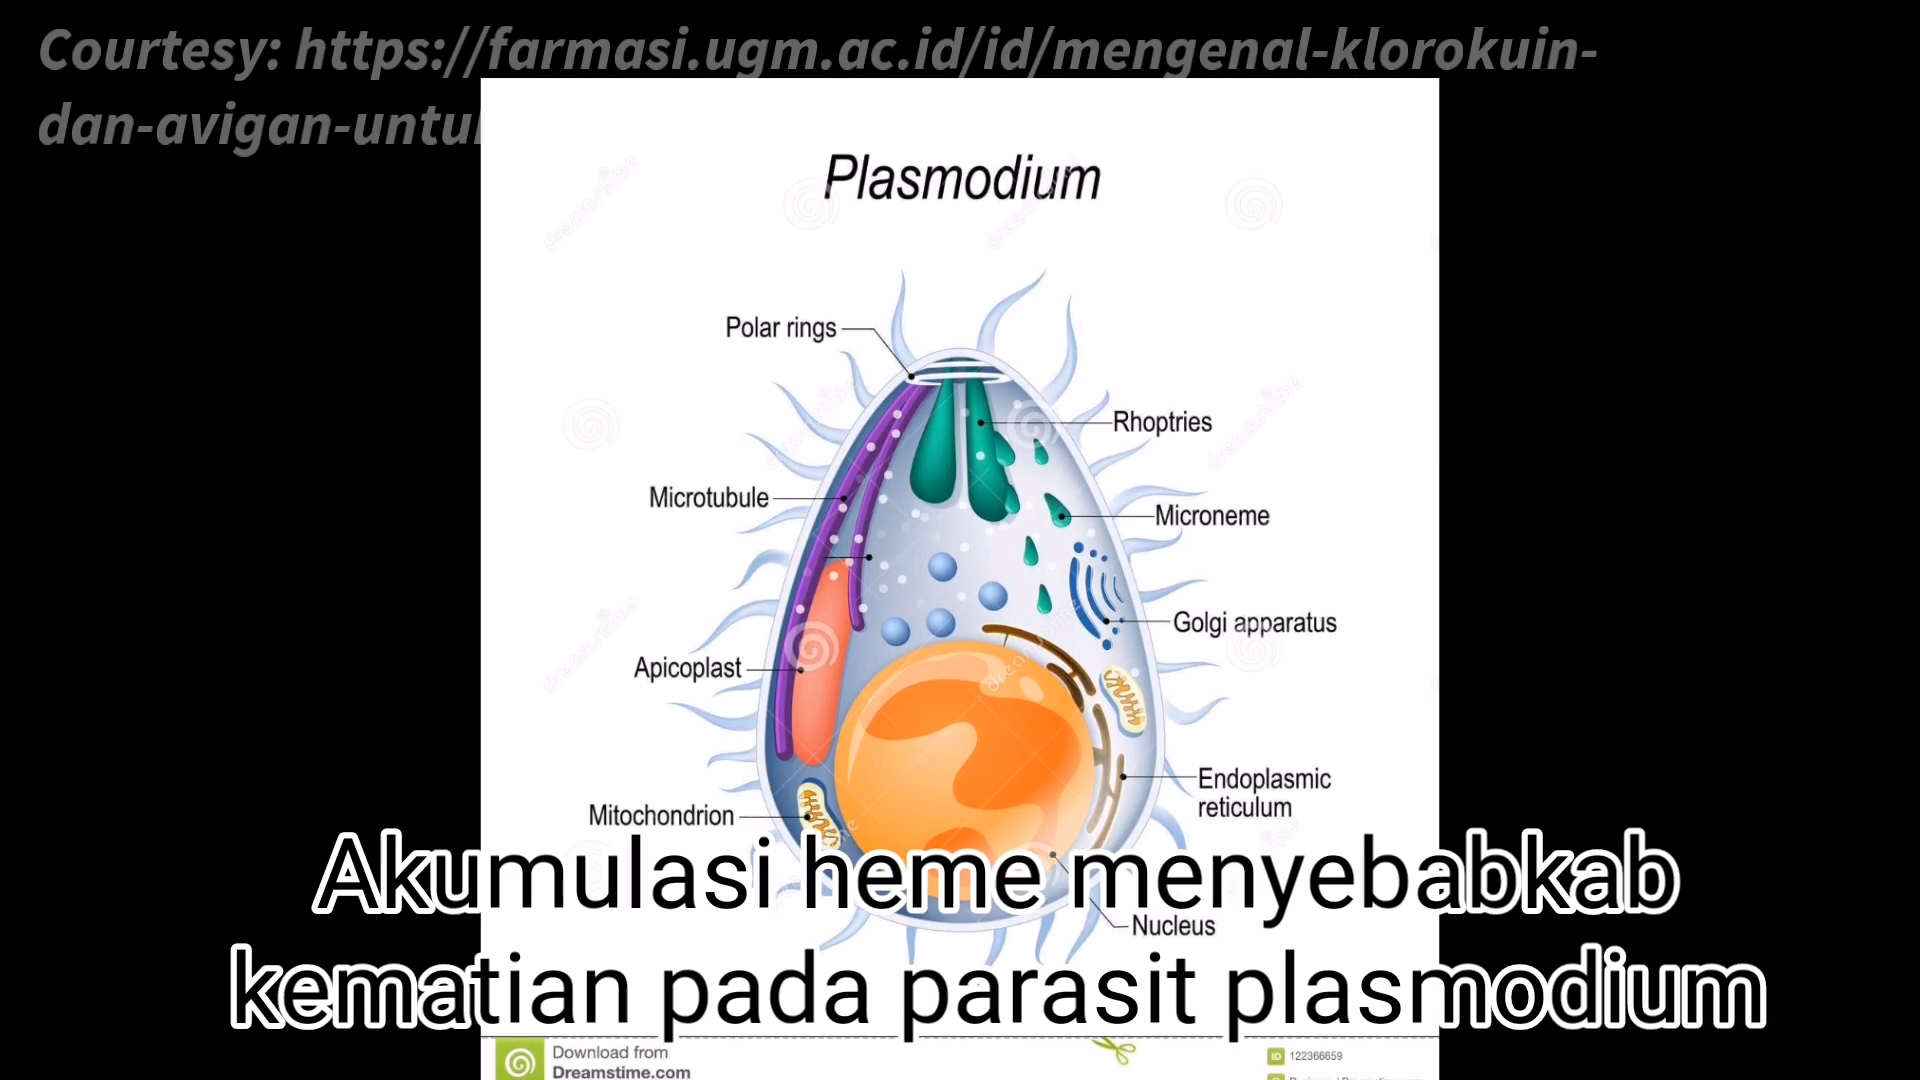 Courtesy: https://farmasi.ugm.ac.id/id/mengenal-klorokuin-
dan-avigan-untu
Plasmodium
Polar rings
Rhoptries
Microtubule
Microneme
Golgi apparatus
Apicoplast
Endoplasmic
reticulum
Mitochondrion
Akumulasi heme menyebabkab
Nucleus
kematian pada parasit plasmodium
Download from
Dreamstime.com
ID 122366659